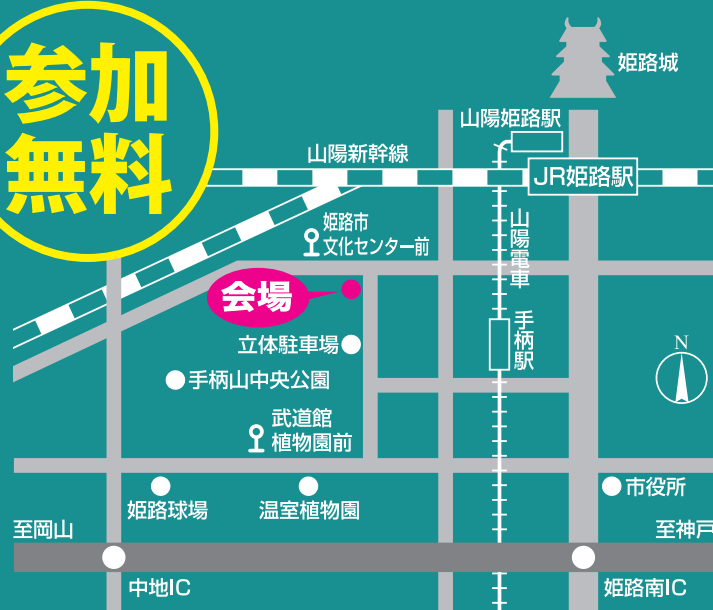 参加
無料
姫路城
山陽姫路駅
山陽新幹線
JR姫路駅
姫路市
文化センター前
山陽電車
会場
手柄駅
立体駐車場
N
手柄山中央公園
武道館
植物園前
姫路球場
温室植物園
市役所
至岡山
至神戸
中地IC
姫路南IC